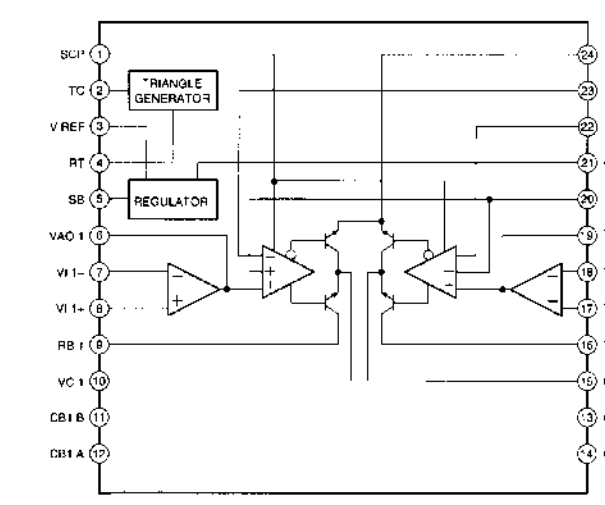 SCP 1
TC 2
TRIANGLE
GENERATOR
V REF 3
RT 4
SB 5
REGULATOR
VAO 1 6
VI 1– 7
VI 1+ 8
RB 1 9
VC 1 10
CB1 B 11
CB1 A 12
24
23
22
21
20
19
18
17
16
15
13
14
–
+
–
+
–
–
+
–
–
–